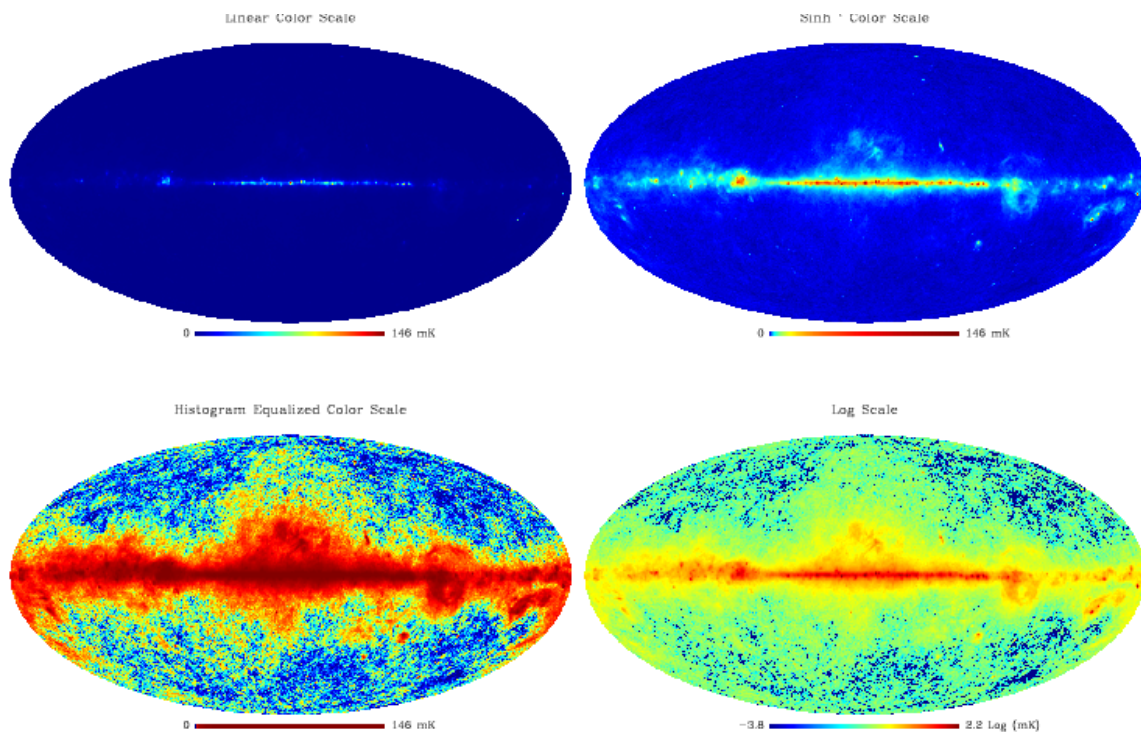 Linear Color Scale
Sinh ' Color Scale
0 146 mK
0 146 mK
Histogram Equalized Color Scale
Log Scale
0 146 mK
-3.8 2.2 Log (mK)